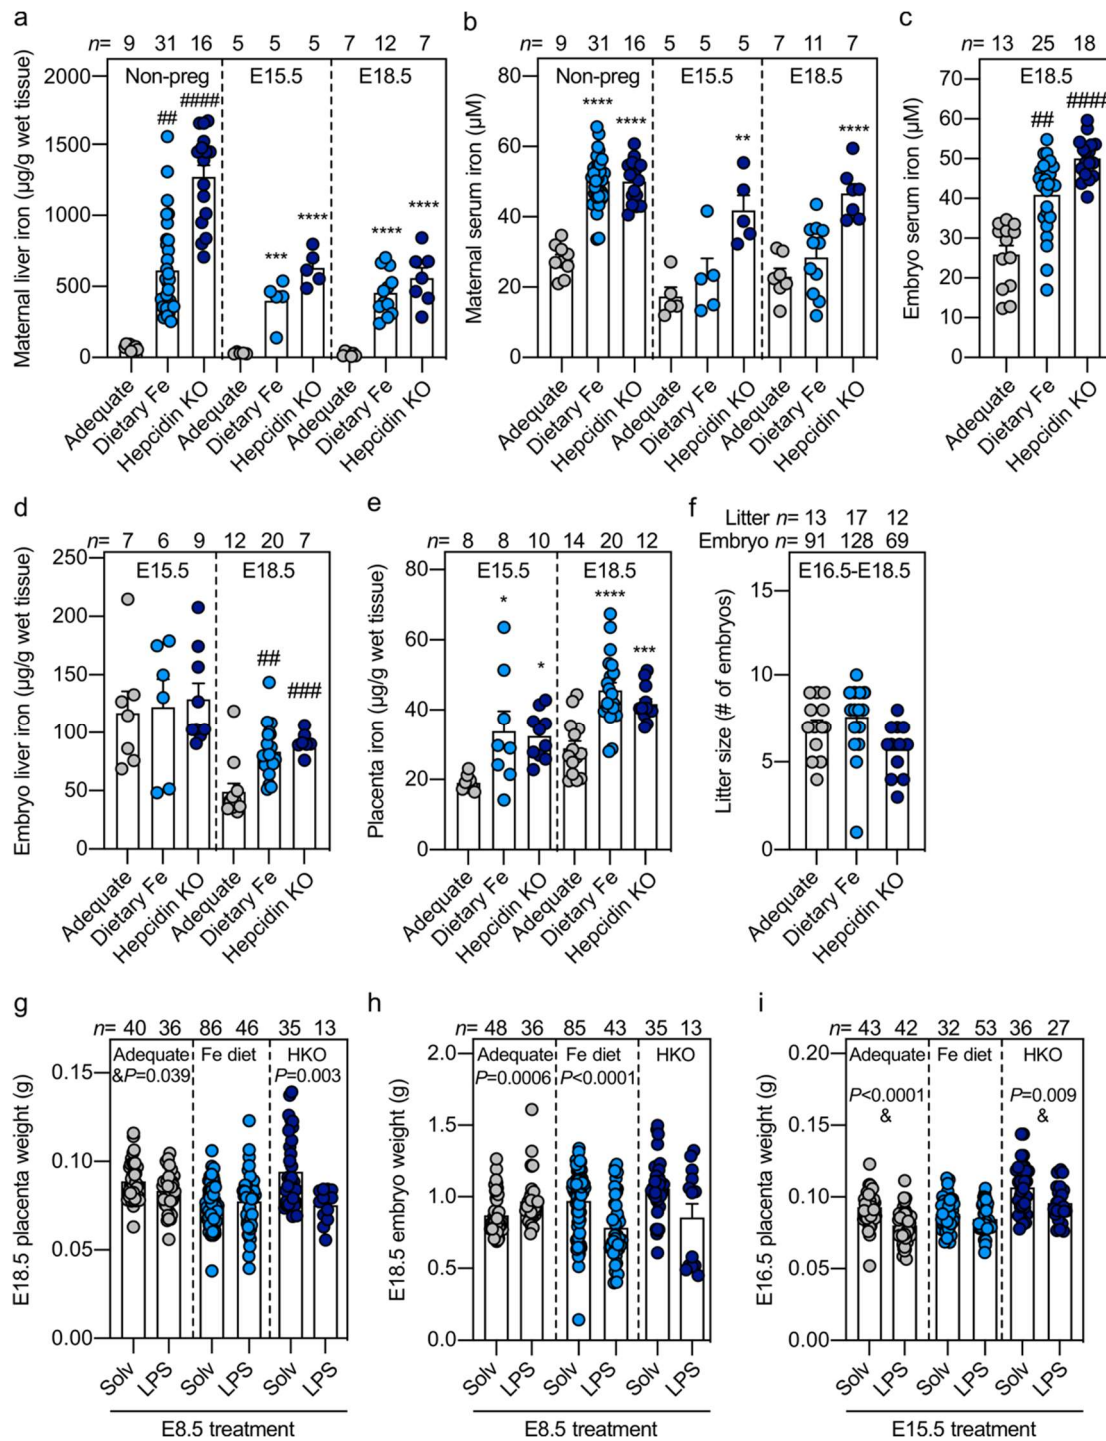 a
n= 9 31 16 5 5 5 7 12 7
Non-preg E15.5 E18.5
Maternal liver iron (µg/g wet tissue)
2000
1500
1000
500
0
## #### *** **** **** ****
Adequate Dietary Fe Hepcidin KO Adequate Dietary Fe Hepcidin KO Adequate Dietary Fe Hepcidin KO
b
n= 9 31 16 5 5 5 7 11 7
Non-preg E15.5 E18.5
Maternal serum iron (µM)
80
60
40
20
0
**** **** ** ****
Adequate Dietary Fe Hepcidin KO Adequate Dietary Fe Hepcidin KO Adequate Dietary Fe Hepcidin KO
c
n= 13 25 18
E18.5
Embryo serum iron (µM)
70
60
50
40
30
20
10
0
## ####
Adequate Dietary Fe Hepcidin KO
d
n= 7 6 9 12 20 7
E15.5 E18.5
Embryo liver iron (µg/g wet tissue)
250
200
150
100
50
0
## ###
Adequate Dietary Fe Hepcidin KO Adequate Dietary Fe Hepcidin KO
e
n= 8 8 10 14 20 12
E15.5 E18.5
Placenta iron (µg/g wet tissue)
80
60
40
20
0
* * **** ***
Adequate Dietary Fe Hepcidin KO Adequate Dietary Fe Hepcidin KO
f
Litter n= 13 17 12
Embryo n= 91 128 69
E16.5-E18.5
Litter size (# of embryos)
15
10
5
0
Adequate Dietary Fe Hepcidin KO
g
n= 40 36 86 46 35 13
Adequate Fe diet HKO
&P=0.039 P=0.003
E18.5 placenta weight (g)
0.15
0.10
0.05
0.00
Solv LPS Solv LPS Solv LPS
E8.5 treatment
h
n= 48 36 85 43 35 13
Adequate Fe diet HKO
P=0.0006 P<0.0001
E18.5 embryo weight (g)
2.0
1.5
1.0
0.5
0.0
Solv LPS Solv LPS Solv LPS
E8.5 treatment
i
n= 43 42 32 53 36 27
Adequate Fe diet HKO
P<0.0001 P=0.009
& &
E16.5 placenta weight (g)
0.20
0.15
0.10
0.05
0.00
Solv LPS Solv LPS Solv LPS
E15.5 treatment